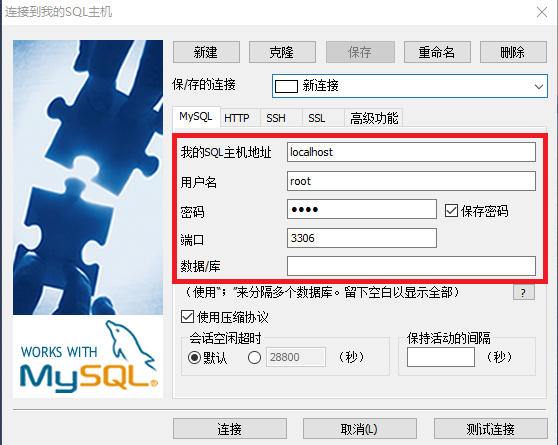 连接到我的SQL主机
新建 克隆 保存 重命名 删除
保/存的连接 新连接
MySQL HTTP SSH SSL 高级功能
我的SQL主机地址 localhost
用户名 root
密码 ●●●● 保存密码
端口 3306
数据/库
（使用“；”来分隔多个数据库。留下空白以显示全部） ?
使用压缩协议
会话空闲超时 保持活动的间隔
默认 28800 （秒） （秒）
WORKS WITH
MySQL®
连接 取消(L) 测试连接